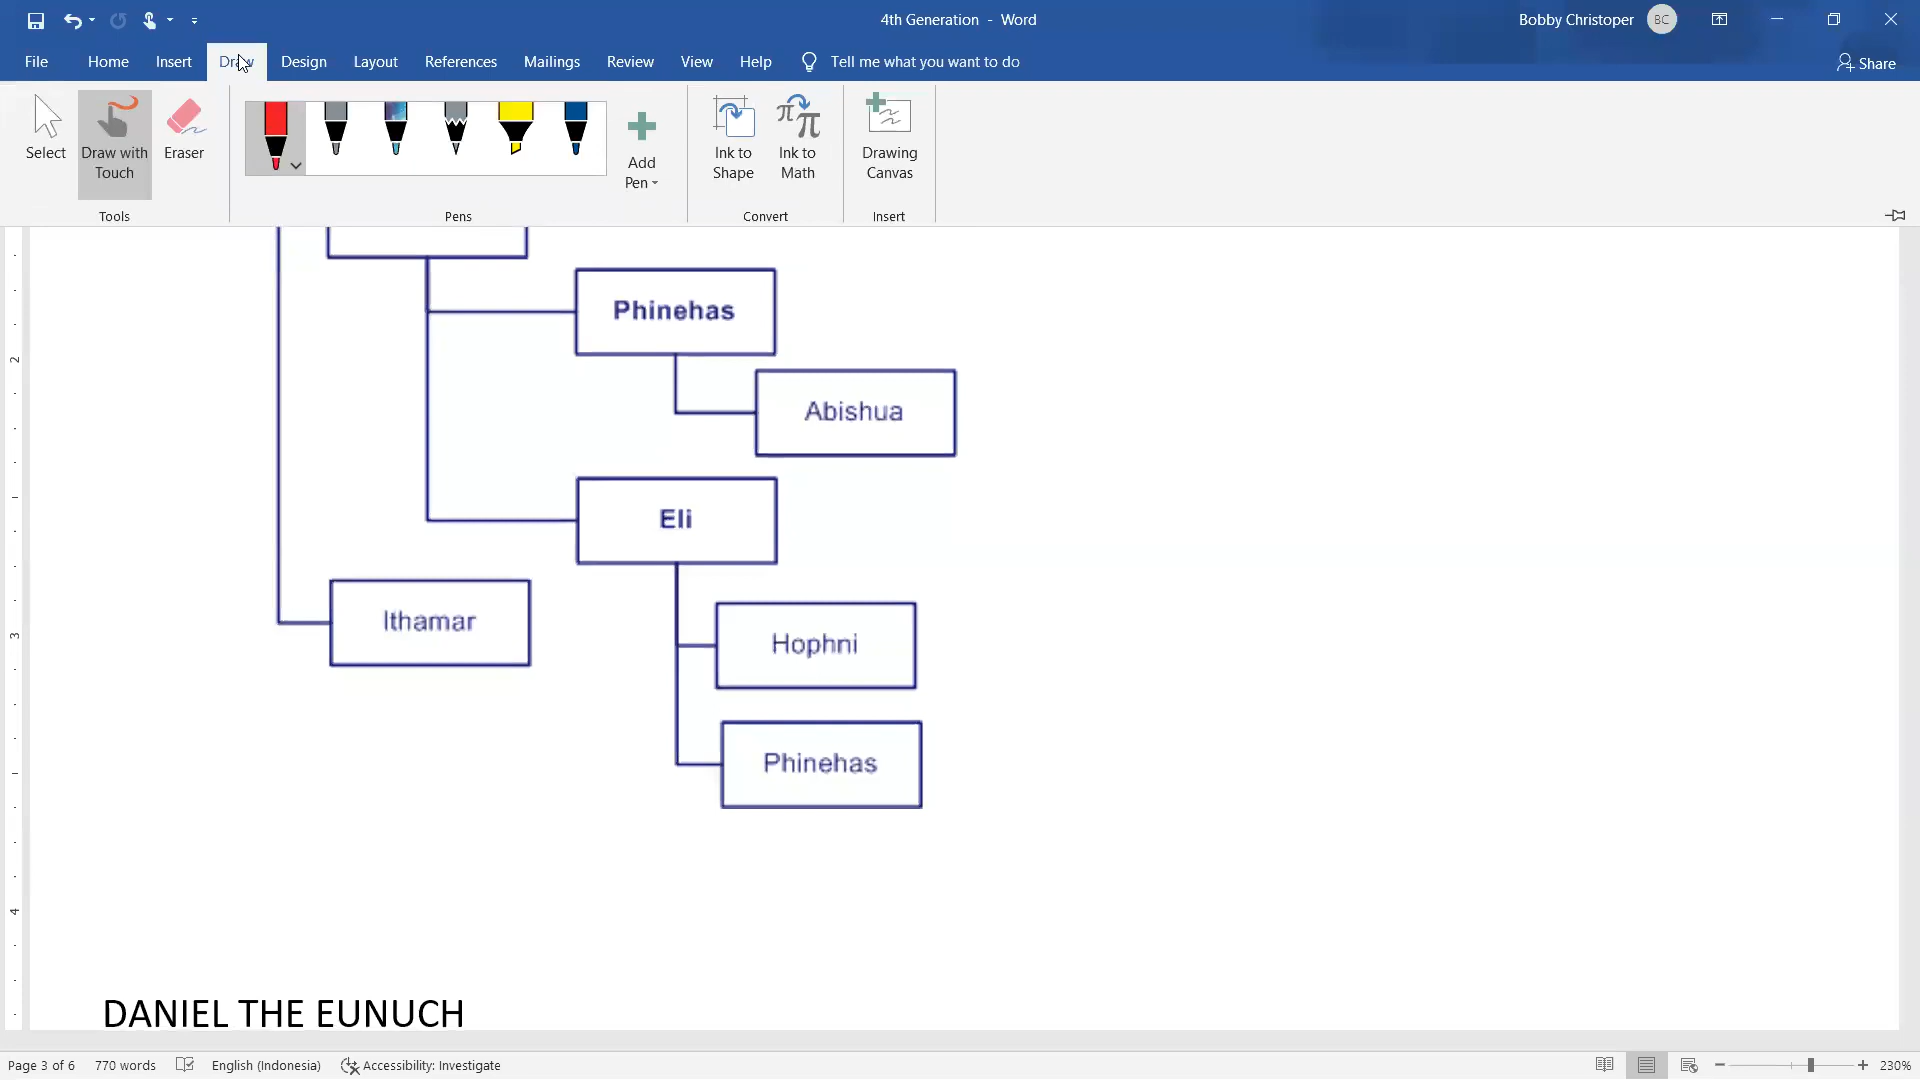 4th Generation - Word
Bobby Christoper
BC
File
Home
Insert
Draw
Design
Layout
References
Mailings
Review
View
Help
Tell me what you want to do
Share
Select
Draw with
Touch
Eraser
Add
Pen
Ink to
Shape
Ink to
Math
Drawing
Canvas
Tools
Pens
Convert
Insert
Phinehas
Abishua
Eli
Ithamar
Hophni
Phinehas
2
3
4
DANIEL THE EUNUCH
Page 3 of 6
770 words
English (Indonesia)
Accessibility: Investigate
230%